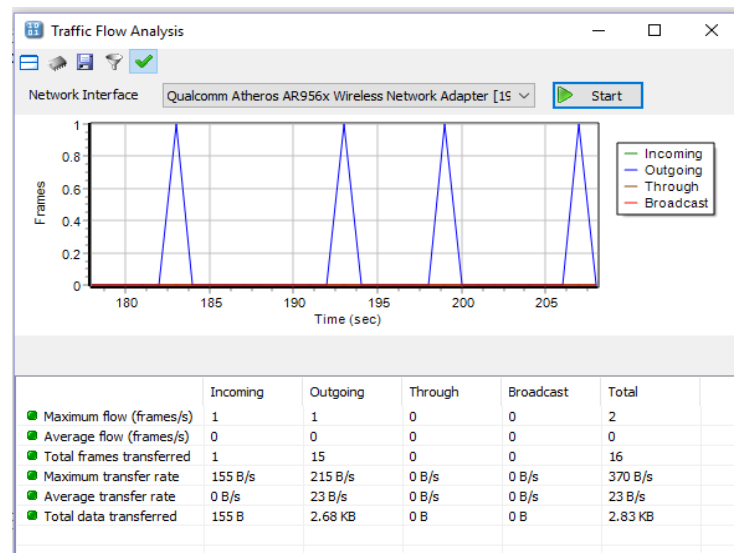 Traffic Flow Analysis
Network Interface Qualcomm Atheros AR956x Wireless Network Adapter [19 Start
1
0.8
0.6
0.4
0.2
0
Frames
180 185 190 195 200 205
Time (sec)
Incoming
Outgoing
Through
Broadcast
Incoming Outgoing Through Broadcast Total
Maximum flow (frames/s) 1 1 0 0 2
Average flow (frames/s) 0 0 0 0 0
Total frames transferred 1 15 0 0 16
Maximum transfer rate 155 B/s 215 B/s 0 B/s 0 B/s 370 B/s
Average transfer rate 0 B/s 23 B/s 0 B/s 0 B/s 23 B/s
Total data transferred 155 B 2.68 KB 0 B 0 B 2.83 KB